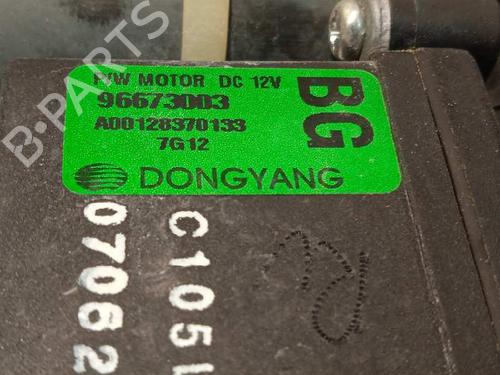 P/W MOTOR DC 12V
96673003
A00128370133
7G12
DONGYANG
BG
C105
07062
B-PARTS